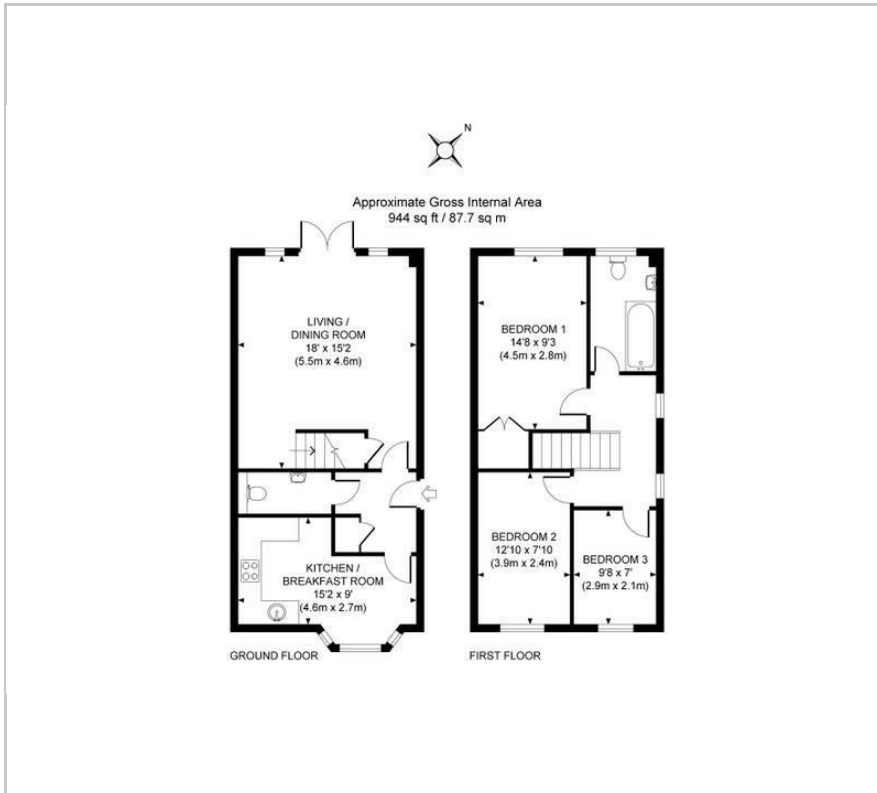 N
Approximate Gross Internal Area
944 sq ft / 87.7 sq m
LIVING /
DINING ROOM
18' x 15'2
(5.5m x 4.6m)
KITCHEN /
BREAKFAST ROOM
15'2 x 9'
(4.6m x 2.7m)
GROUND FLOOR
BEDROOM 1
14'8 x 9'3
(4.5m x 2.8m)
BEDROOM 2
12'10 x 7'10
(3.9m x 2.4m)
BEDROOM 3
9'8 x 7'
(2.9m x 2.1m)
FIRST FLOOR